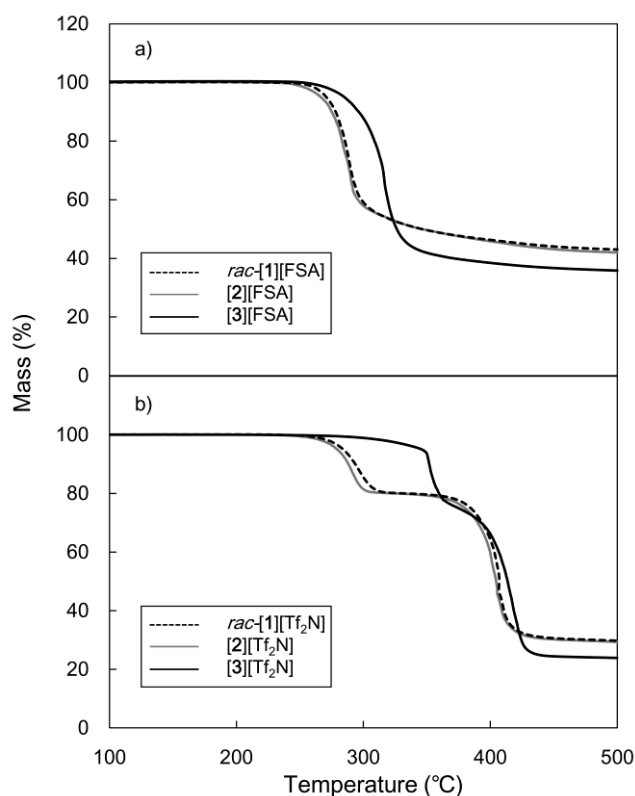 120
a)
100
80
60
rac-[1][FSA]
40
[2][FSA]
[3][FSA]
20
0
Mass (%)
b)
100
80
60
rac-[1][Tf₂N]
40
[2][Tf₂N]
[3][Tf₂N]
20
0
100 200 300 400 500
Temperature (℃)